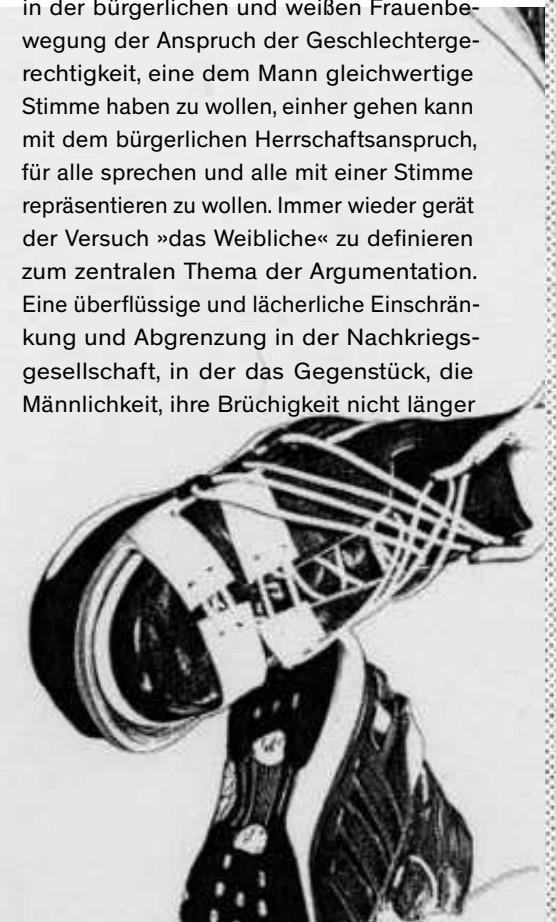 in der bürgerlichen und weißen Frauenbe-
wegung der Anspruch der Geschlechterge-
rechtigkeit, eine dem Mann gleichwertige
Stimme haben zu wollen, einher gehen kann
mit dem bürgerlichen Herrschaftsanspruch,
für alle sprechen und alle mit einer Stimme
repräsentieren zu wollen. Immer wieder gerät
der Versuch »das Weibliche« zu definieren
zum zentralen Thema der Argumentation.
Eine überflüssige und lächerliche Einschrän-
kung und Abgrenzung in der Nachkriegs-
gesellschaft, in der das Gegenstück, die
Männlichkeit, ihre Brüchigkeit nicht länger